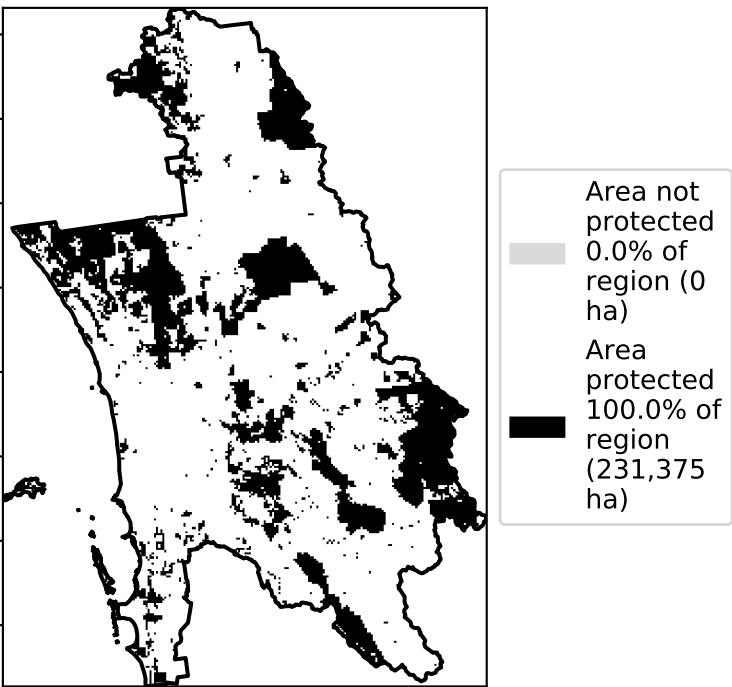 Area not
protected
0.0% of
region (0
ha)
Area
protected
100.0% of
region
(231,375
ha)